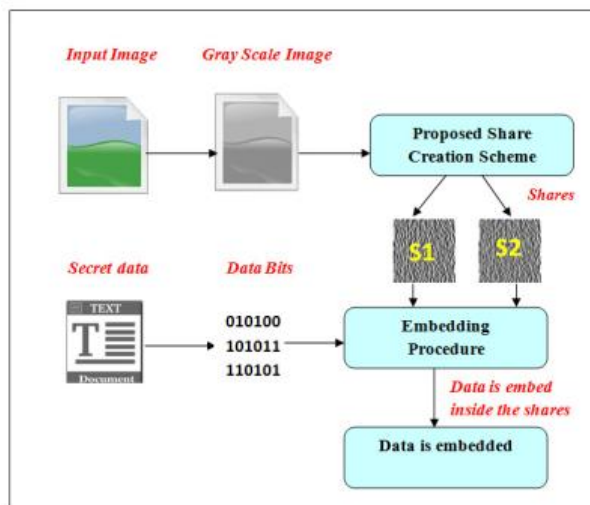 Input Image
Gray Scale Image
Proposed Share
Creation Scheme
Shares
S1
S2
Secret data
Data Bits
TEXT
T
Document
010100
101011
110101
Embedding
Procedure
Data is embed
inside the shares
Data is embedded